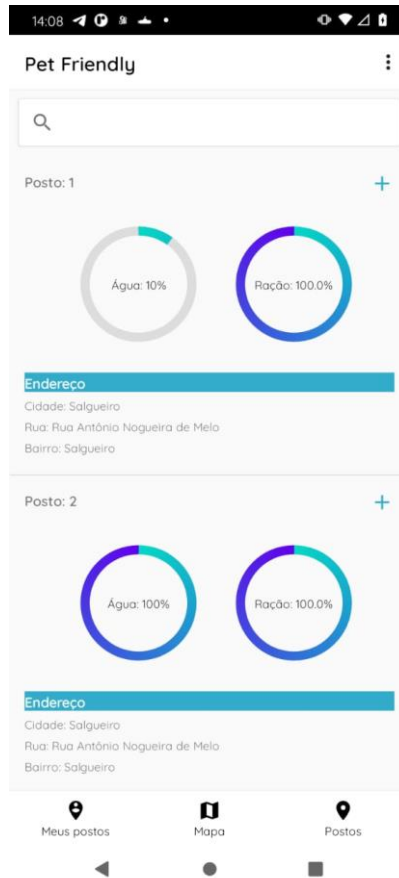 14:08
Pet Friendly
Posto: 1
Água: 10%
Ração: 100.0%
Endereço
Cidade: Salgueiro
Rua: Rua Antônio Nogueira de Melo
Bairro: Salgueiro
Posto: 2
Água: 100%
Ração: 100.0%
Endereço
Cidade: Salgueiro
Rua: Rua Antônio Nogueira de Melo
Bairro: Salgueiro
Meus postos
Mapa
Postos